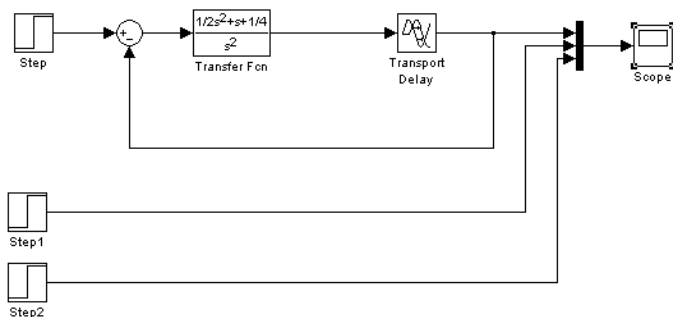 1/2s2+s+1/4
s2
+
-
Step
Transfer Fcn
Transport
Delay
Scope
Step1
Step2